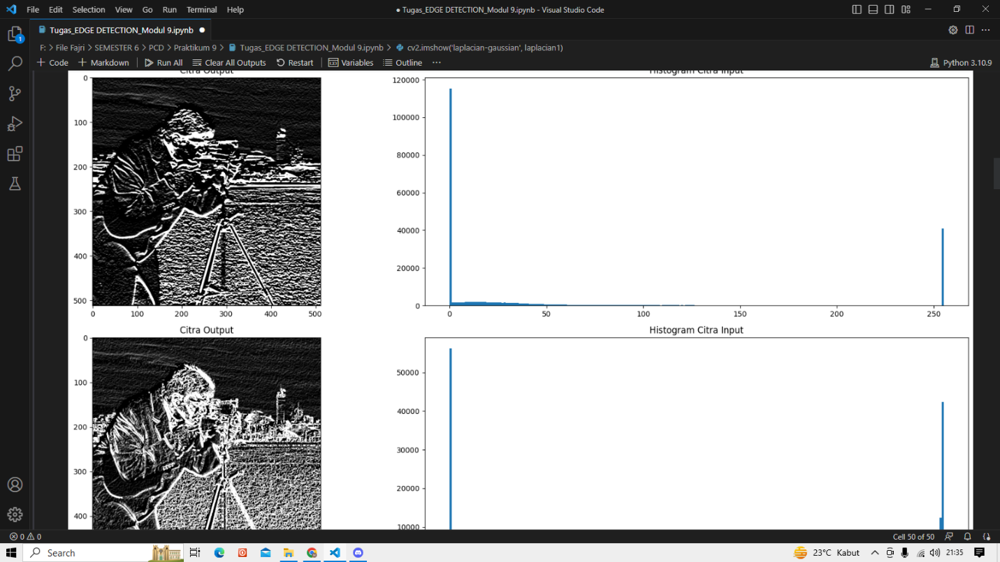 File Edit Selection View Go Run Terminal Help
● Tugas_EDGE DETECTION_Modul 9.ipynb - Visual Studio Code
Tugas_EDGE DETECTION_Modul 9.ipynb ●
F: > File Fajri > SEMESTER 6 > PCD > Praktikum 9 > Tugas_EDGE DETECTION_Modul 9.ipynb > cv2.imshow('laplacian-gaussian', laplacian1)
+ Code + Markdown Run All Clear All Outputs Restart Variables Outline ...
Python 3.10.9
1
Citra Output
Histogram Citra Input
0
100
200
300
400
500
0 100 200 300 400 500
120000
100000
80000
60000
40000
20000
0
0 50 100 150 200 250
Citra Output
Histogram Citra Input
0
100
200
300
400
50000
40000
30000
20000
10000
0 0
Cell 50 of 50
Search
23°C Kabut
21:35